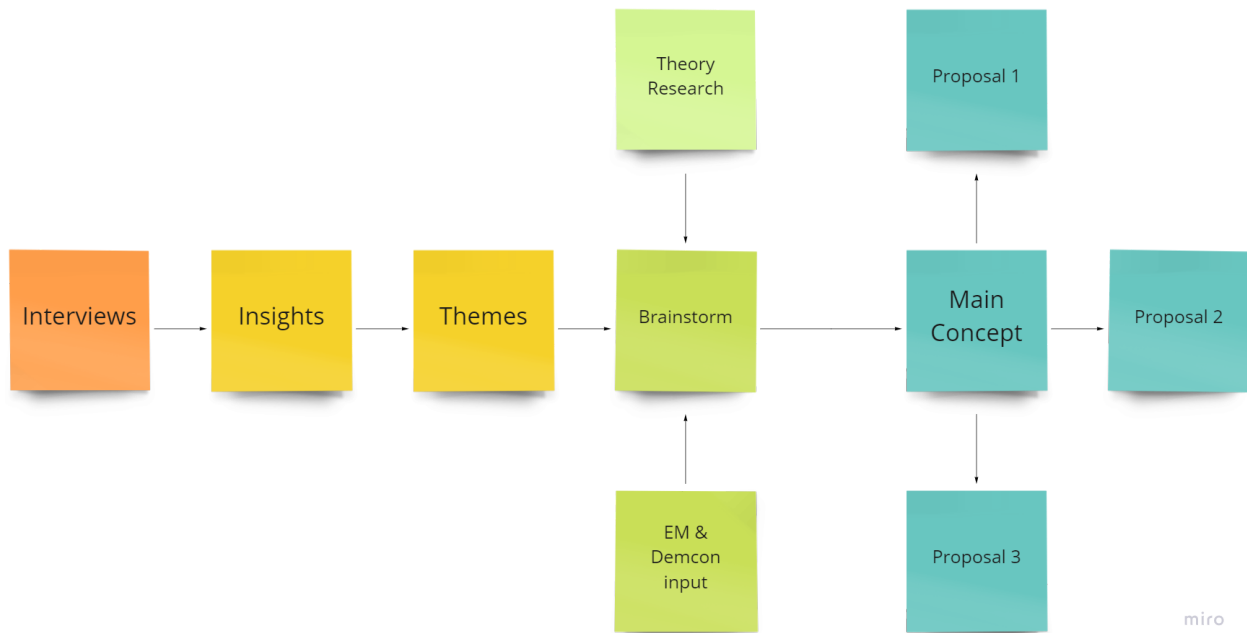 Theory
Research
Proposal 1
Interviews
Insights
Themes
Brainstorm
Main
Concept
Proposal 2
EM &
Demcon
input
Proposal 3
miro